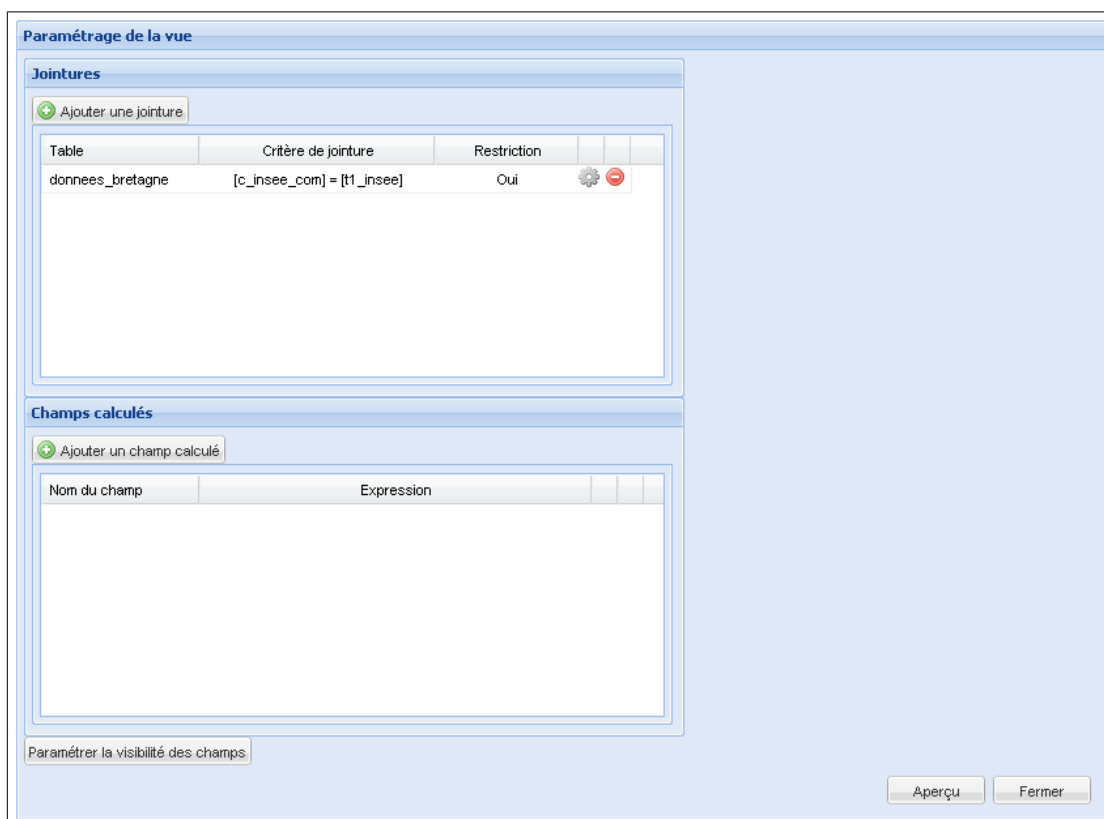 Paramétrage de la vue
Jointures
Ajouter une jointure
Table Critère de jointure Restriction
donnees_bretagne [c_insee_com] = [t1_insee] Oui
Champs calculés
Ajouter un champ calculé
Nom du champ Expression
Paramétrer la visibilité des champs
Aperçu Fermer